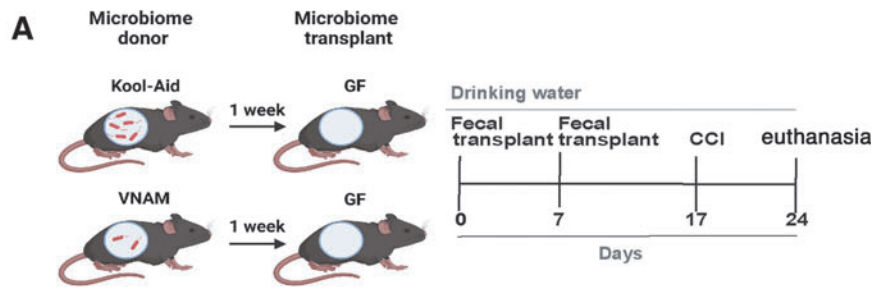 A
Microbiome
donor
Microbiome
transplant
Kool-Aid
1 week
GF
VNAM
1 week
GF
Drinking water
Fecal
transplant
Fecal
transplant
CCI
euthanasia
0
7
17
24
Days